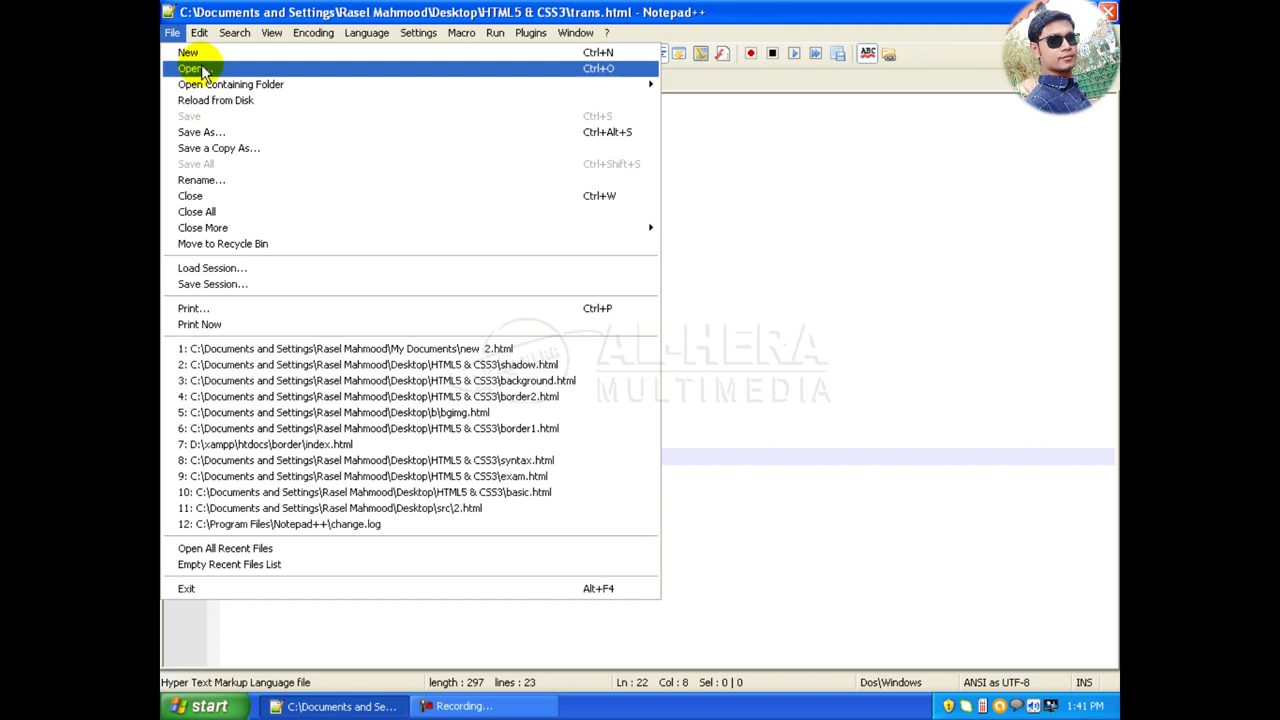 C:\Documents and Settings\Rasel Mahmood\Desktop\HTML5 & CSS3\trans.html - Notepad++
File Edit Search View Encoding Language Settings Macro Run Plugins Window ?
New Ctrl+N
Open... Ctrl+O
Open Containing Folder
Reload from Disk
Save Ctrl+S
Save As... Ctrl+Alt+S
Save a Copy As...
Save All Ctrl+Shift+S
Rename...
Close Ctrl+W
Close All
Close More
Move to Recycle Bin
Load Session...
Save Session...
Print... Ctrl+P
Print Now
1: C:\Documents and Settings\Rasel Mahmood\My Documents\new 2.html
2: C:\Documents and Settings\Rasel Mahmood\Desktop\HTML5 & CSS3\shadow.html
3: C:\Documents and Settings\Rasel Mahmood\Desktop\HTML5 & CSS3\background.html
4: C:\Documents and Settings\Rasel Mahmood\Desktop\HTML5 & CSS3\border2.html
5: C:\Documents and Settings\Rasel Mahmood\Desktop\b\bgimg.html
6: C:\Documents and Settings\Rasel Mahmood\Desktop\HTML5 & CSS3\border1.html
7: D:\xampp\htdocs\border\index.html
8: C:\Documents and Settings\Rasel Mahmood\Desktop\HTML5 & CSS3\syntax.html
9: C:\Documents and Settings\Rasel Mahmood\Desktop\HTML5 & CSS3\exam.html
10: C:\Documents and Settings\Rasel Mahmood\Desktop\HTML5 & CSS3\basic.html
11: C:\Documents and Settings\Rasel Mahmood\Desktop\src\2.html
12: C:\Program Files\Notepad++\change.log
Open All Recent Files
Empty Recent Files List
Exit Alt+F4
ABC
AL-HERA
MULTIMEDIA
Hyper Text Markup Language file length : 297 lines : 23 Ln : 22 Col : 8 Sel : 0 | 0 Dos\Windows ANSI as UTF-8 INS
start C:\Documents and Se... Recording... 1:41 PM